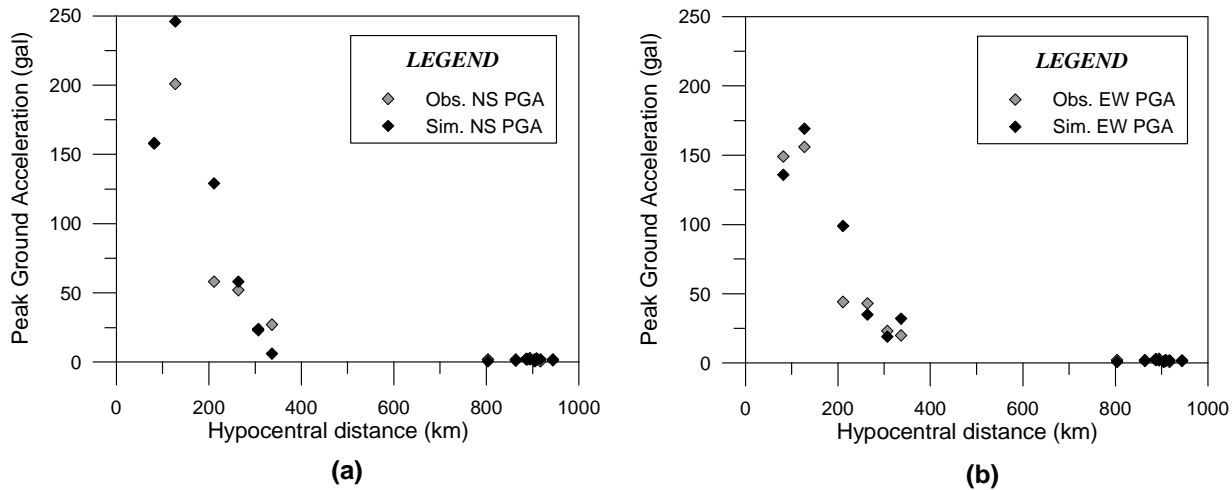 Peak Ground Acceleration (gal)
250
200
150
100
50
0
LEGEND
Obs. NS PGA
Sim. NS PGA
0 200 400 600 800 1000
Hypocentral distance (km)
(a)
Peak Ground Acceleration (gal)
250
200
150
100
50
0
LEGEND
Obs. EW PGA
Sim. EW PGA
0 200 400 600 800 1000
Hypocentral distance (km)
(b)